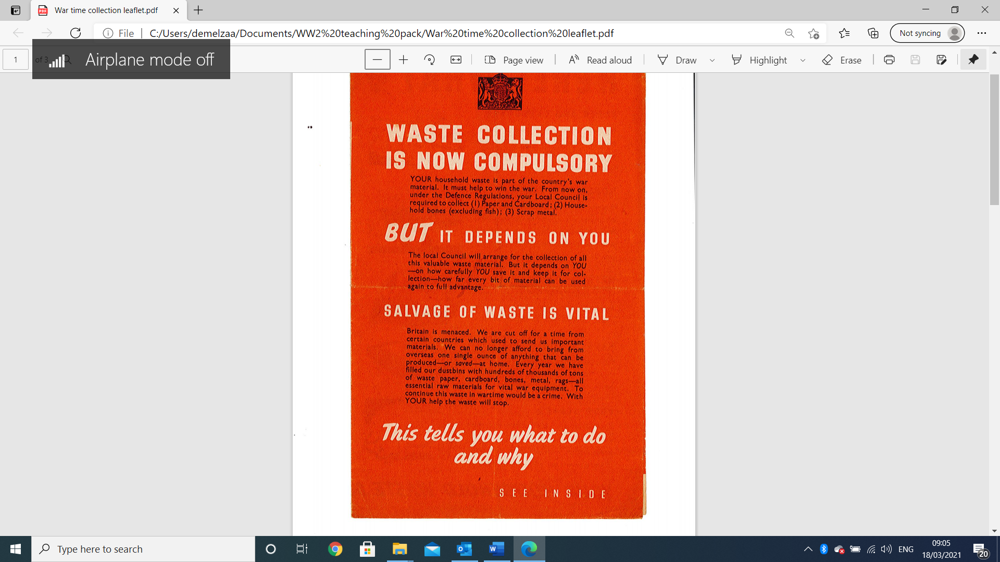 War time collection leaflet.pdf
File
C:/Users/demelzaa/Documents/WW2%20teaching%20pack/War%20time%20collection%20leaflet.pdf
Not syncing
1
of 3
Airplane mode off
Page view
Read aloud
Draw
Highlight
Erase
WASTE COLLECTION
IS NOW COMPULSORY
YOUR household waste is part of the country's war
material. It must help to win the war. From now on,
under the Defence Regulations, your Local Council is
required to collect (1) Paper and Cardboard; (2) House-
hold bones (excluding fish); (3) Scrap metal.
BUT IT DEPENDS ON YOU
The local Council will arrange for the collection of all
this valuable waste material. But it depends on YOU
—on how carefully YOU save it and keep it for col-
lection—how far every bit of material can be used
again to full advantage.
SALVAGE OF WASTE IS VITAL
Britain is menaced. We are cut off for a time from
certain countries which used to send us important
materials. We can no longer afford to bring from
overseas one single ounce of anything that can be
produced—or saved—at home. Every year we have
filled our dustbins with hundreds of thousands of tons
of waste paper, cardboard, bones, metal, rags—all
essential raw materials for vital war equipment. To
continue this waste in wartime would be a crime. With
YOUR help the waste will stop.
This tells you what to do
and why
SEE INSIDE
Type here to search
ENG
09:05
18/03/2021
20